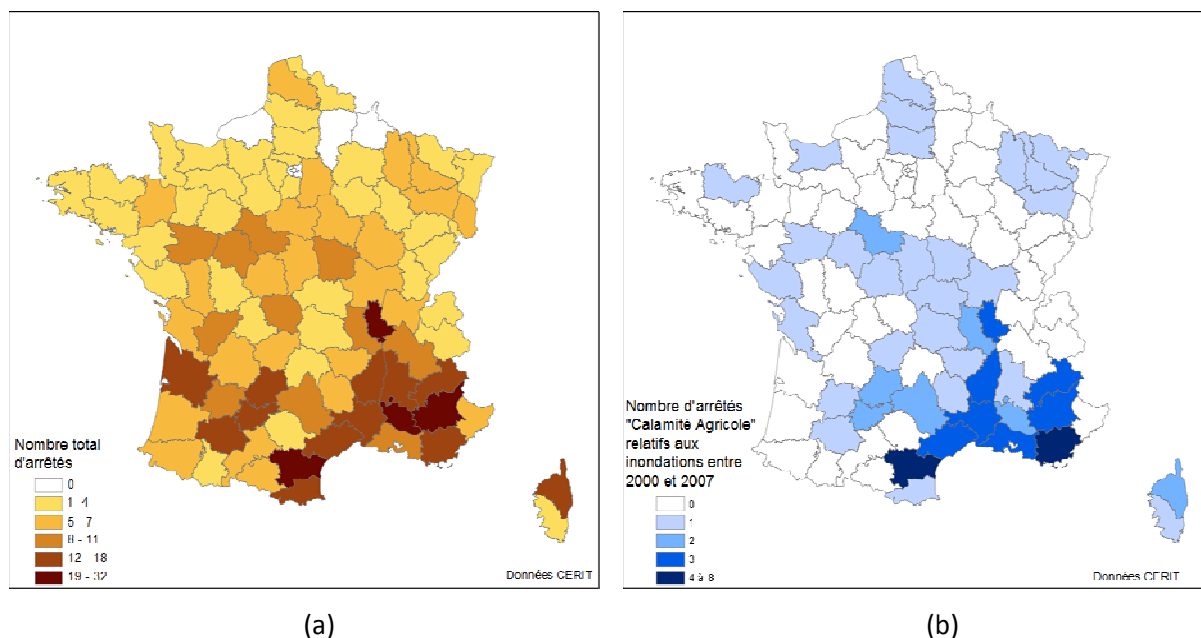 Nombre total
d'arrêtés
0
1 - 4
5 - 7
8 - 11
12 - 18
19 - 32
Données CERIT
(a)
Nombre d'arrêtés
"Calamité Agricole"
relatifs aux
inondations entre
2000 et 2007
0
1
2
3
4 à 8
Données CERIT
(b)